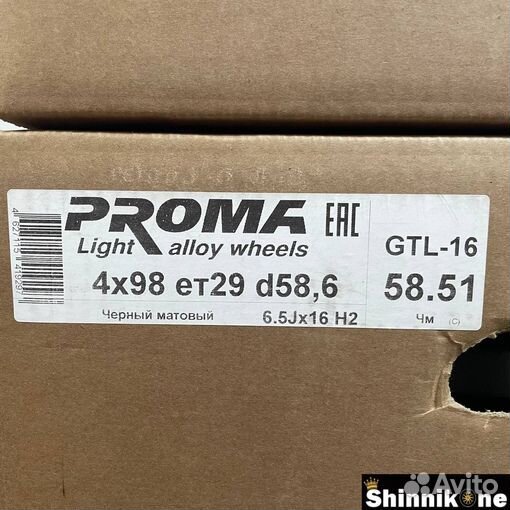 PROMA EAC
Light alloy wheels
GTL-16
4x98 ет29 d58,6
58.51
Черный матовый 6.5Jx16 H2
Чм (С)
Avito
Shinnik One